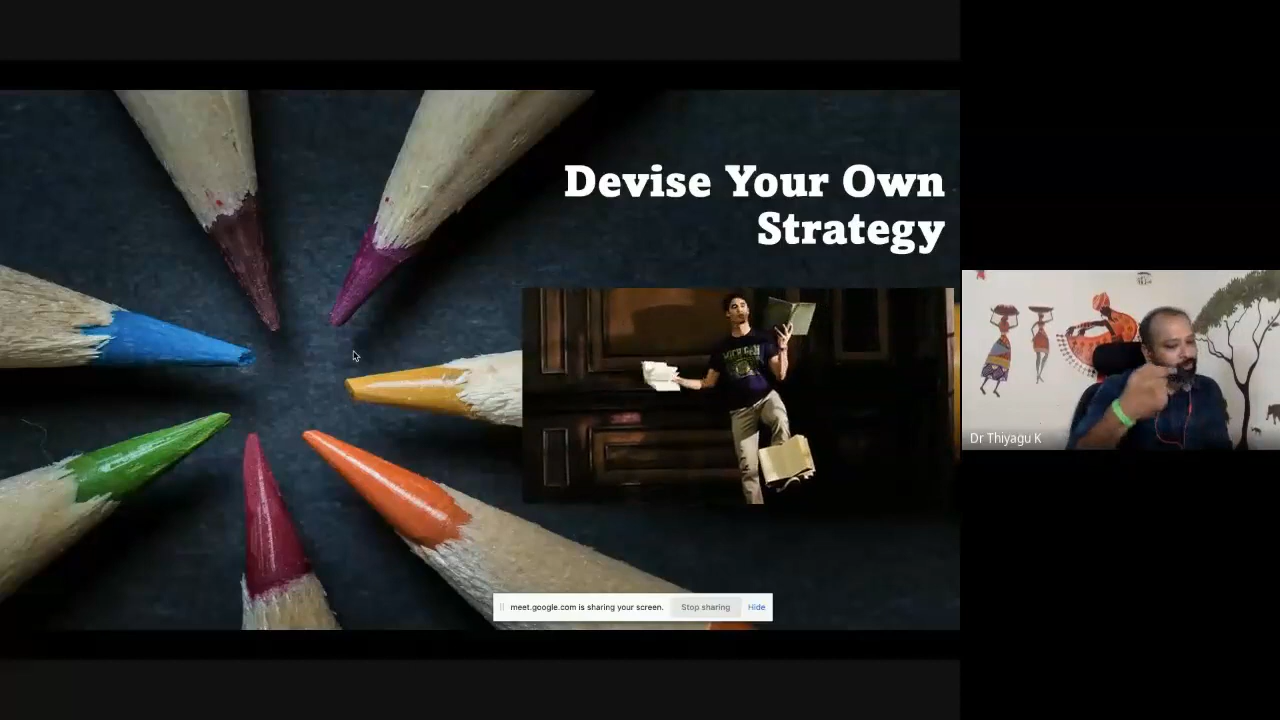 Devise Your Own
Strategy
meet.google.com is sharing your screen. Stop sharing Hide
Dr Thiyagu K